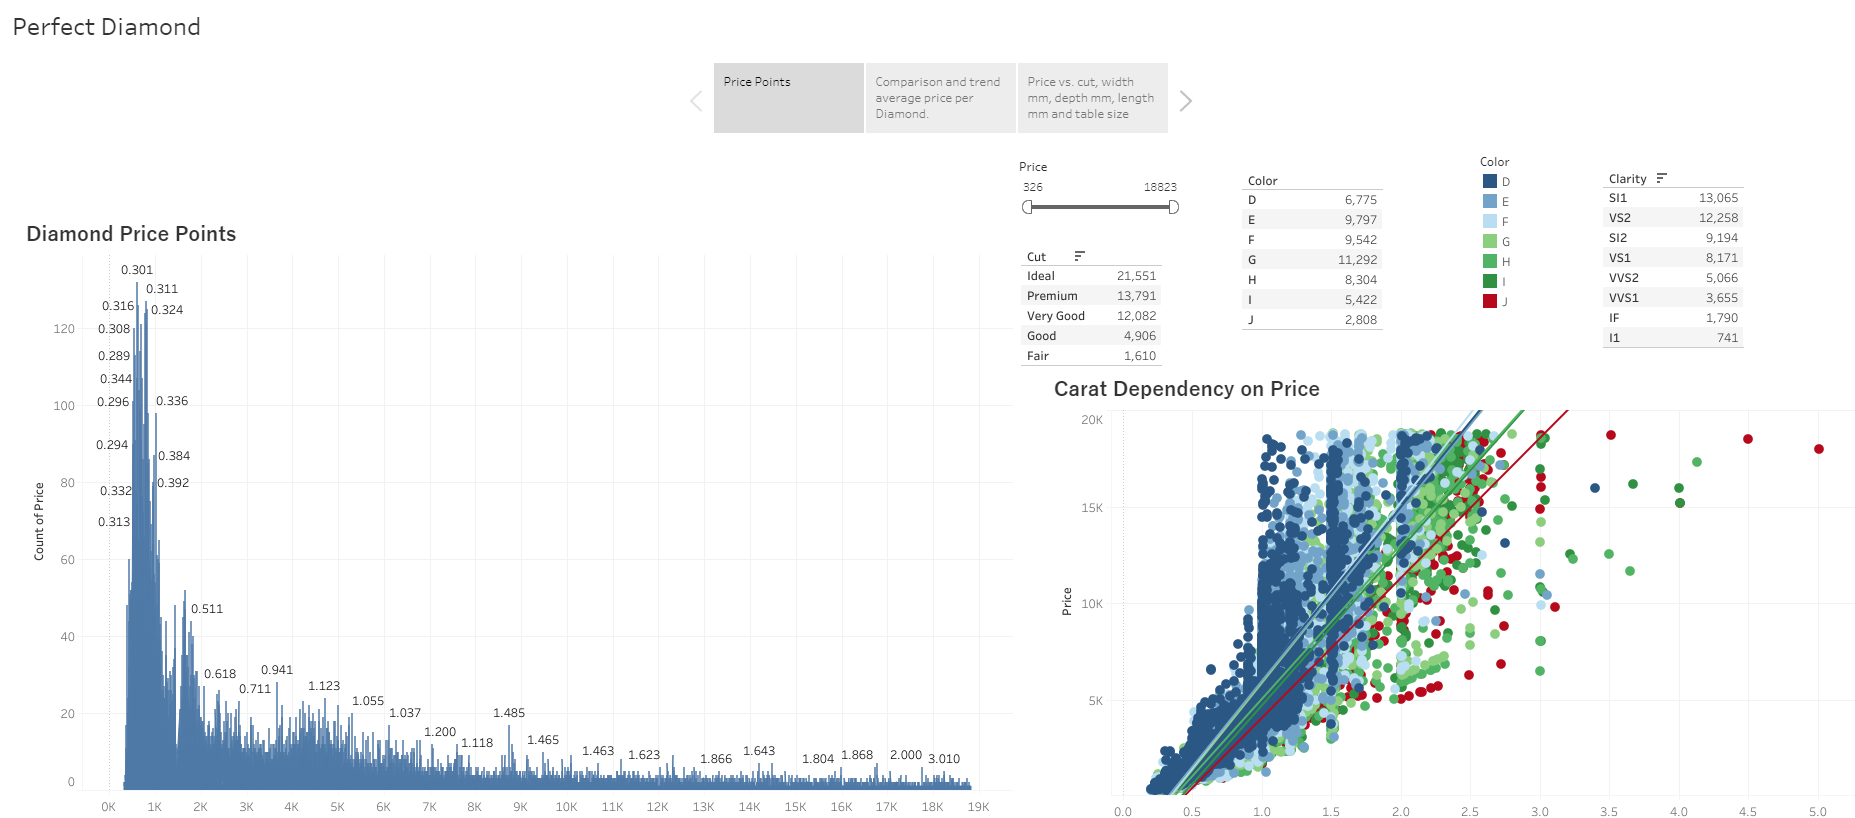 Perfect Diamond
Price Points
Comparison and trend
average price per
Diamond.
Price vs. cut, width
mm, depth mm, length
mm and table size
Price
326 18823
Cut
Ideal 21,551
Premium 13,791
Very Good 12,082
Good 4,906
Fair 1,610
Color
D 6,775
E 9,797
F 9,542
G 11,292
H 8,304
I 5,422
J 2,808
Color
D
E
F
G
H
I
J
Clarity
SI1 13,065
VS2 12,258
SI2 9,194
VS1 8,171
VVS2 5,066
VVS1 3,655
IF 1,790
I1 741
Diamond Price Points
Count of Price
120
100
80
60
40
20
0
0.301
0.311
0.316
0.324
0.308
0.289
0.344
0.296
0.336
0.294
0.384
0.332
0.392
0.313
0.511
0.618
0.711
0.941
1.123
1.055
1.037
1.200
1.118
1.485
1.465
1.463
1.623
1.866
1.643
1.804
1.868
2.000
3.010
0K 1K 2K 3K 4K 5K 6K 7K 8K 9K 10K 11K 12K 13K 14K 15K 16K 17K 18K 19K
Carat Dependency on Price
Price
20K
15K
10K
5K
0.0 0.5 1.0 1.5 2.0 2.5 3.0 3.5 4.0 4.5 5.0